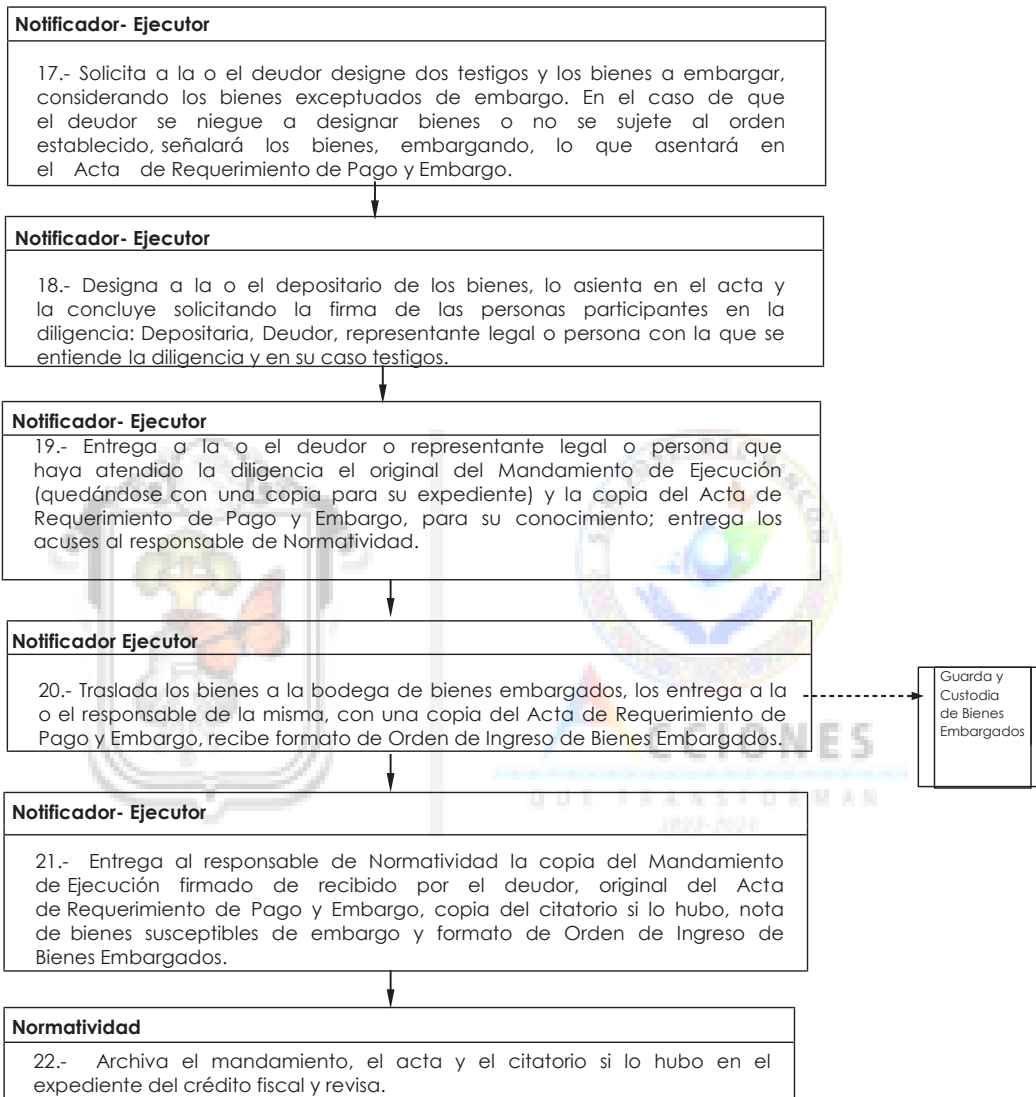 Notificador- Ejecutor
17.- Solicita a la o el deudor designe dos testigos y los bienes a embargar,
considerando los bienes exceptuados de embargo. En el caso de que
el deudor se niegue a designar bienes o no se sujete al orden
establecido, señalará los bienes, embargando, lo que asentará en
el Acta de Requerimiento de Pago y Embargo.
Notificador- Ejecutor
18.- Designa a la o el depositario de los bienes, lo asienta en el acta y
la concluye solicitando la firma de las personas participantes en la
diligencia: Depositaria, Deudor, representante legal o persona con la que se
entiende la diligencia y en su caso testigos.
Notificador- Ejecutor
19.- Entrega a la o el deudor o representante legal o persona que
haya atendido la diligencia el original del Mandamiento de Ejecución
(quedándose con una copia para su expediente) y la copia del Acta de
Requerimiento de Pago y Embargo, para su conocimiento; entrega los
acuses al responsable de Normatividad.
Notificador Ejecutor
20.- Traslada los bienes a la bodega de bienes embargados, los entrega a la
o el responsable de la misma, con una copia del Acta de Requerimiento de
Pago y Embargo, recibe formato de Orden de Ingreso de Bienes Embargados.
Guarda y
Custodia
de Bienes
Embargados
CCIONES
QUE TRANSFORMAN
Notificador- Ejecutor
21.- Entrega al responsable de Normatividad la copia del Mandamiento
de Ejecución firmado de recibido por el deudor, original del Acta
de Requerimiento de Pago y Embargo, copia del citatorio si lo hubo, nota
de bienes susceptibles de embargo y formato de Orden de Ingreso de
Bienes Embargados.
Normatividad
22.- Archiva el mandamiento, el acta y el citatorio si lo hubo en el
expediente del crédito fiscal y revisa.